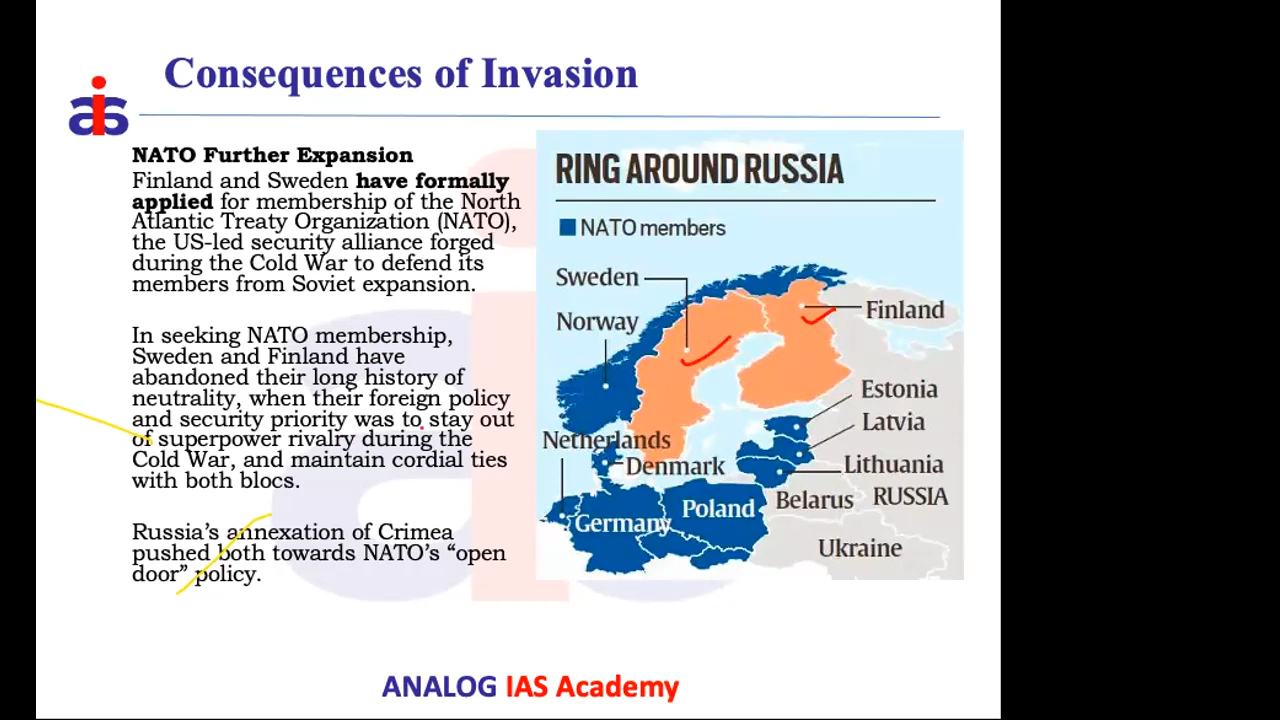 Consequences of Invasion
ais
NATO Further Expansion
Finland and Sweden have formally
applied for membership of the North
Atlantic Treaty Organization (NATO),
the US-led security alliance forged
during the Cold War to defend its
members from Soviet expansion.
In seeking NATO membership,
Sweden and Finland have
abandoned their long history of
neutrality, when their foreign policy
and security priority was to stay out
of superpower rivalry during the
Cold War, and maintain cordial ties
with both blocs.
Russia’s annexation of Crimea
pushed both towards NATO’s “open
door” policy.
RING AROUND RUSSIA
NATO members
Sweden
Finland
Norway
Estonia
Latvia
Netherlands
Denmark
Lithuania
Poland
Belarus
RUSSIA
Germany
Ukraine
ANALOG IAS Academy